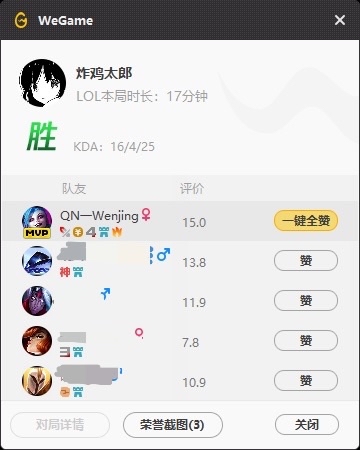 WeGame
炸鸡太郎
LOL本局时长：17分钟
胜
KDA：16/4/25
队友 评价
QN一Wenjing 15.0 一键全赞
MVP 4
13.8 赞
神
11.9 赞
7.8 赞
三
10.9 赞
对局详情 荣誉截图(3) 关闭